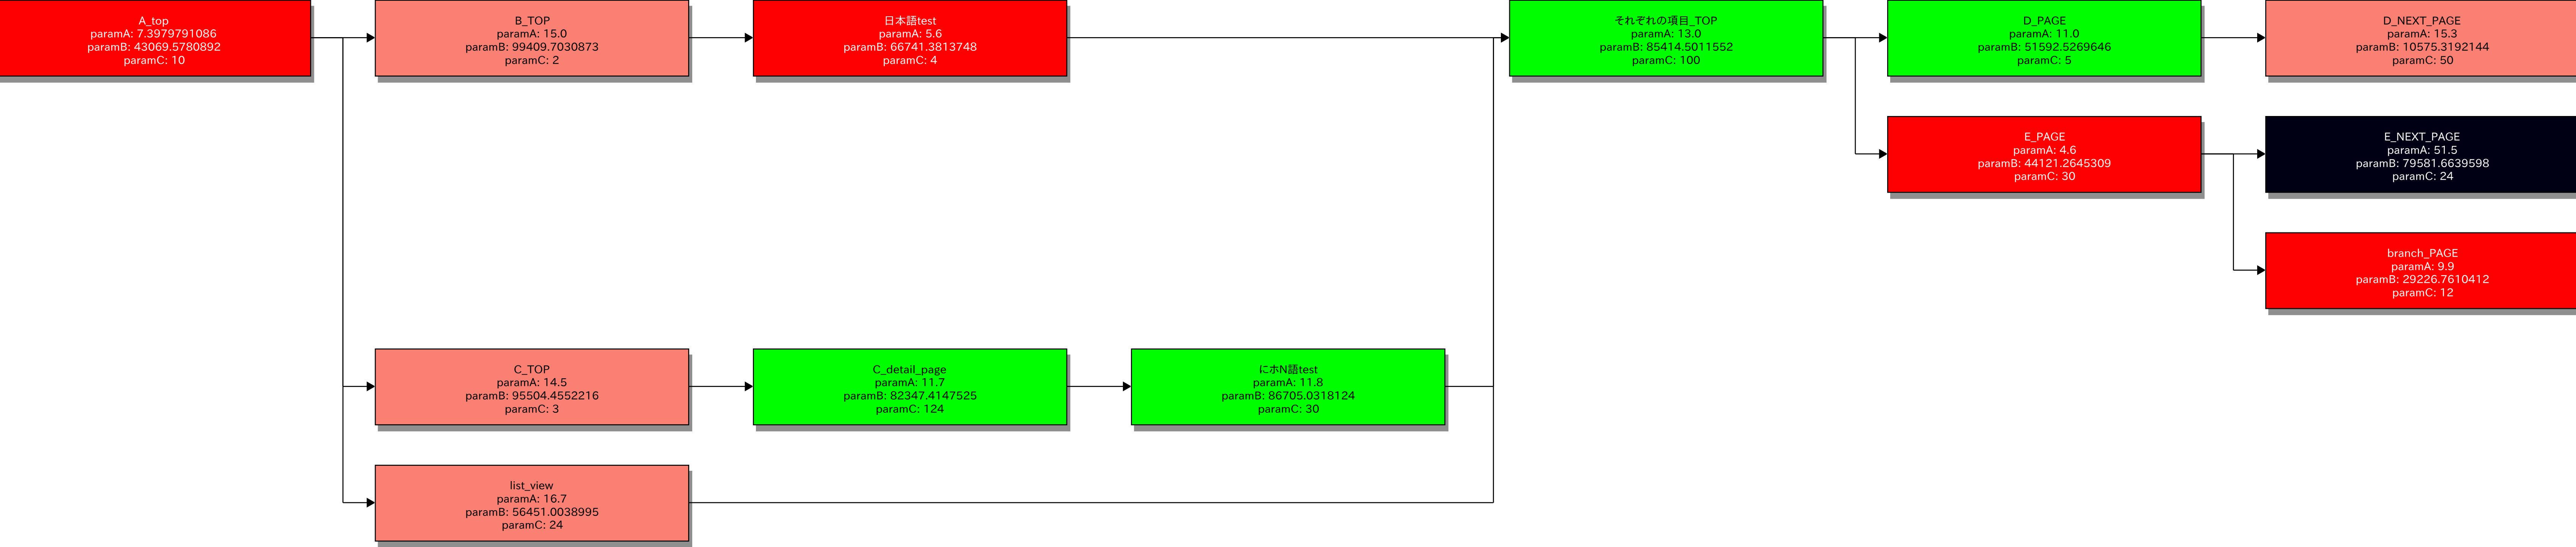 A_top
paramA: 7.3979791086
paramB: 43069.5780892
paramC: 10
B_TOP
paramA: 15.0
paramB: 99409.7030873
paramC: 2
日本語test
paramA: 5.6
paramB: 66741.3813748
paramC: 4
それぞれの項目_TOP
paramA: 13.0
paramB: 85414.5011552
paramC: 100
D_PAGE
paramA: 11.0
paramB: 51592.5269646
paramC: 5
D_NEXT_PAGE
paramA: 15.3
paramB: 10575.3192144
paramC: 50
E_PAGE
paramA: 4.6
paramB: 44121.2645309
paramC: 30
E_NEXT_PAGE
paramA: 51.5
paramB: 79581.6639598
paramC: 24
branch_PAGE
paramA: 9.9
paramB: 29226.7610412
paramC: 12
C_TOP
paramA: 14.5
paramB: 95504.4552216
paramC: 3
C_detail_page
paramA: 11.7
paramB: 82347.4147525
paramC: 124
にホN語test
paramA: 11.8
paramB: 86705.0318124
paramC: 30
list_view
paramA: 16.7
paramB: 56451.0038995
paramC: 24